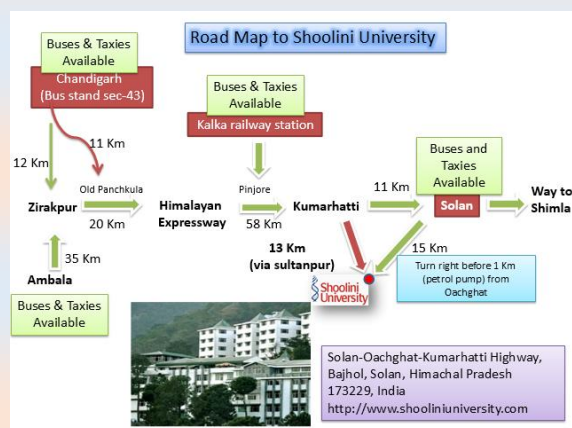 Road Map to Shoolini University
Buses & Taxies
Available
Chandigarh
(Bus stand sec-43)
Buses & Taxies
Available
Kalka railway station
Buses and
Taxies
Available
Solan
12 Km
11 Km
Old Panchkula
Zirakpur
20 Km
Himalayan
Expressway
Pinjore
58 Km
Kumarhatti
11 Km
Way to
Shimla
35 Km
Ambala
Buses & Taxies
Available
13 Km
(via sultanpur)
15 Km
Shoolini
University
Turn right before 1 Km
(petrol pump) from
Oachghat
Solan-Oachghat-Kumarhatti Highway,
Bajhol, Solan, Himachal Pradesh
173229, India
http://www.shooliniuniversity.com